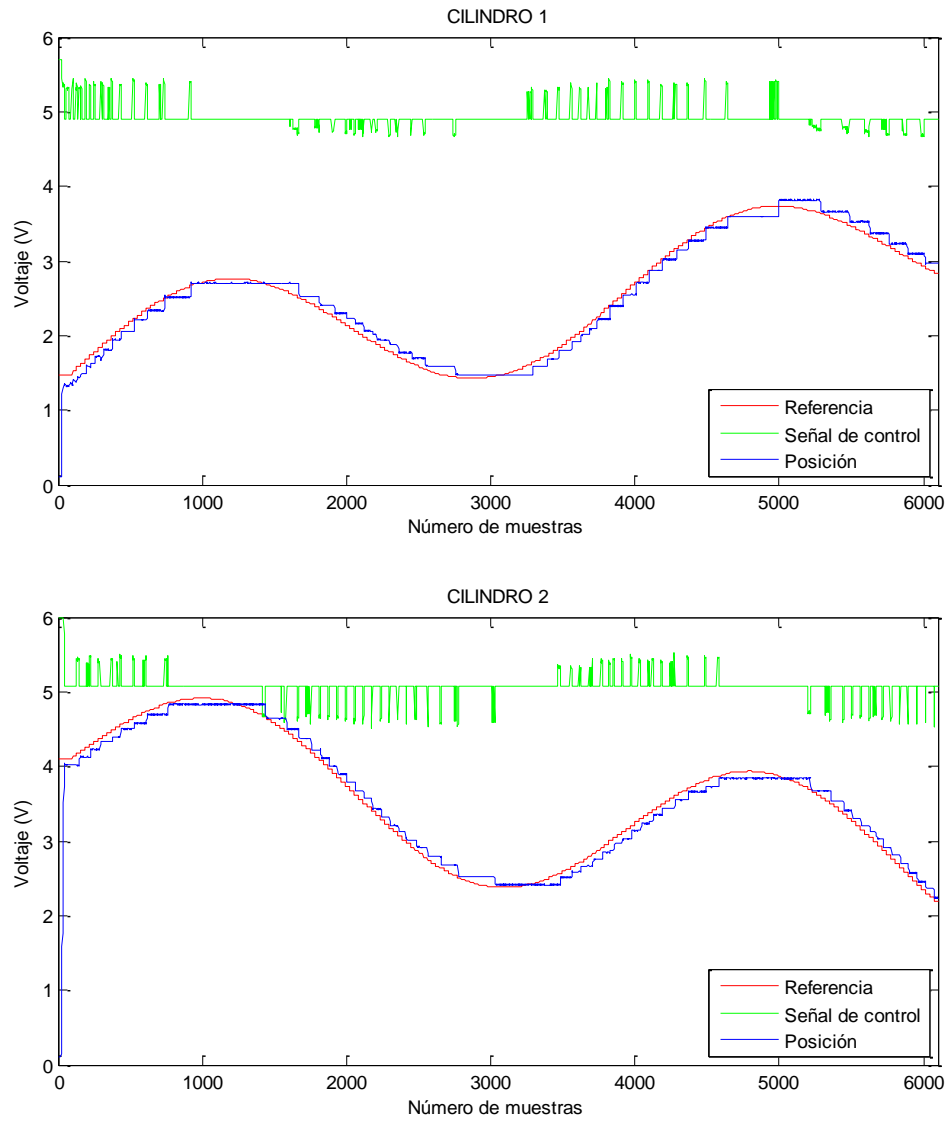 CILINDRO 1
6
5
4
3
2
1
0
Voltaje (V)
0 1000 2000 3000 4000 5000 6000
Número de muestras
Referencia
Señal de control
Posición
CILINDRO 2
6
5
4
3
2
1
0
Voltaje (V)
0 1000 2000 3000 4000 5000 6000
Número de muestras
Referencia
Señal de control
Posición